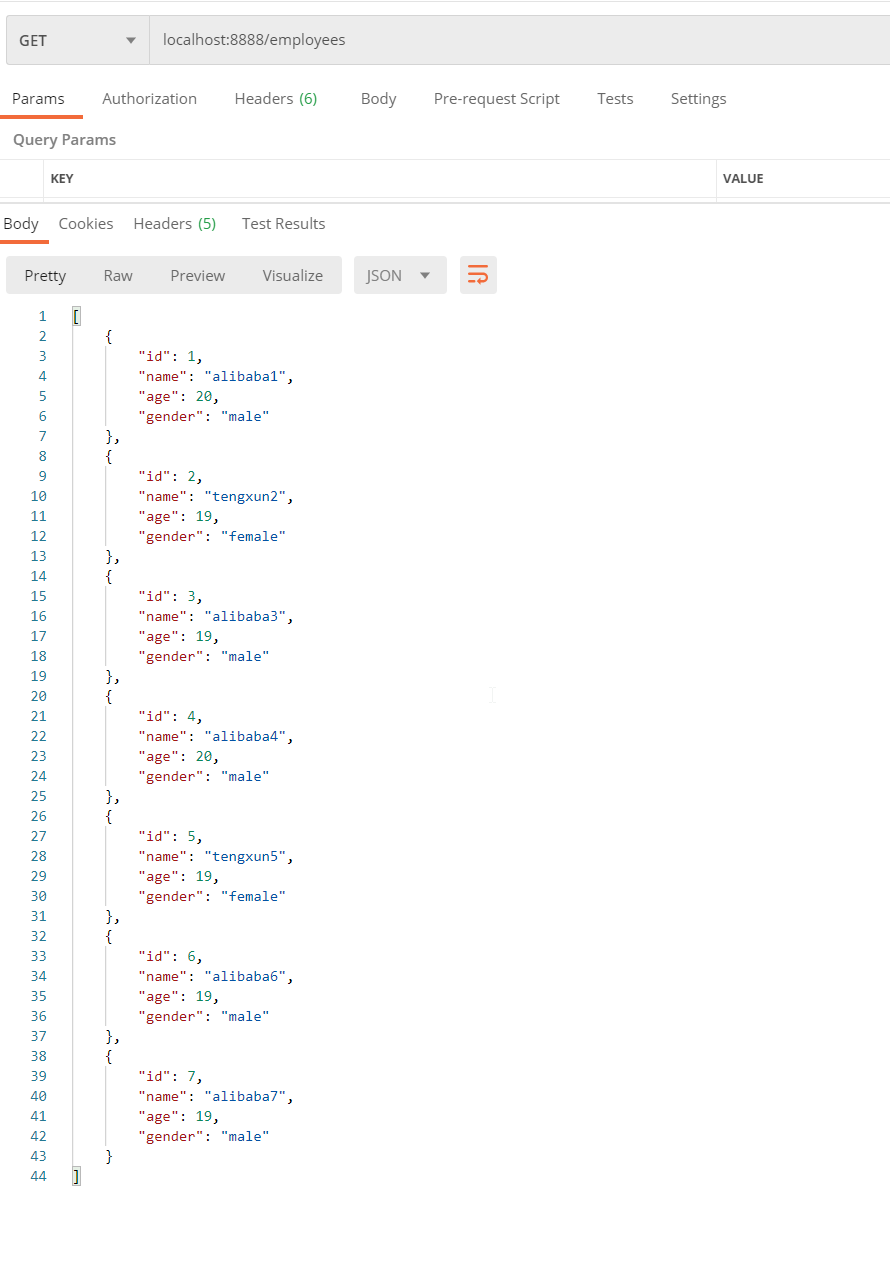 GET localhost:8888/employees
Params Authorization Headers (6) Body Pre-request Script Tests Settings
Query Params
KEY VALUE
Body Cookies Headers (5) Test Results
Pretty Raw Preview Visualize JSON
1 [
2 {
3 "id": 1,
4 "name": "alibaba1",
5 "age": 20,
6 "gender": "male"
7 },
8 {
9 "id": 2,
10 "name": "tengxun2",
11 "age": 19,
12 "gender": "female"
13 },
14 {
15 "id": 3,
16 "name": "alibaba3",
17 "age": 19,
18 "gender": "male"
19 },
20 {
21 "id": 4,
22 "name": "alibaba4",
23 "age": 20,
24 "gender": "male"
25 },
26 {
27 "id": 5,
28 "name": "tengxun5",
29 "age": 19,
30 "gender": "female"
31 },
32 {
33 "id": 6,
34 "name": "alibaba6",
35 "age": 19,
36 "gender": "male"
37 },
38 {
39 "id": 7,
40 "name": "alibaba7",
41 "age": 19,
42 "gender": "male"
43 }
44 ]